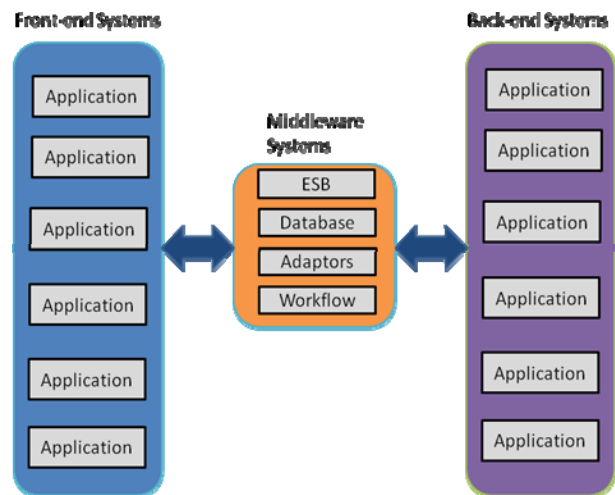 Front-end Systems
Application
Application
Application
Application
Application
Application
Middleware
Systems
ESB
Database
Adaptors
Workflow
Back-end Systems
Application
Application
Application
Application
Application
Application